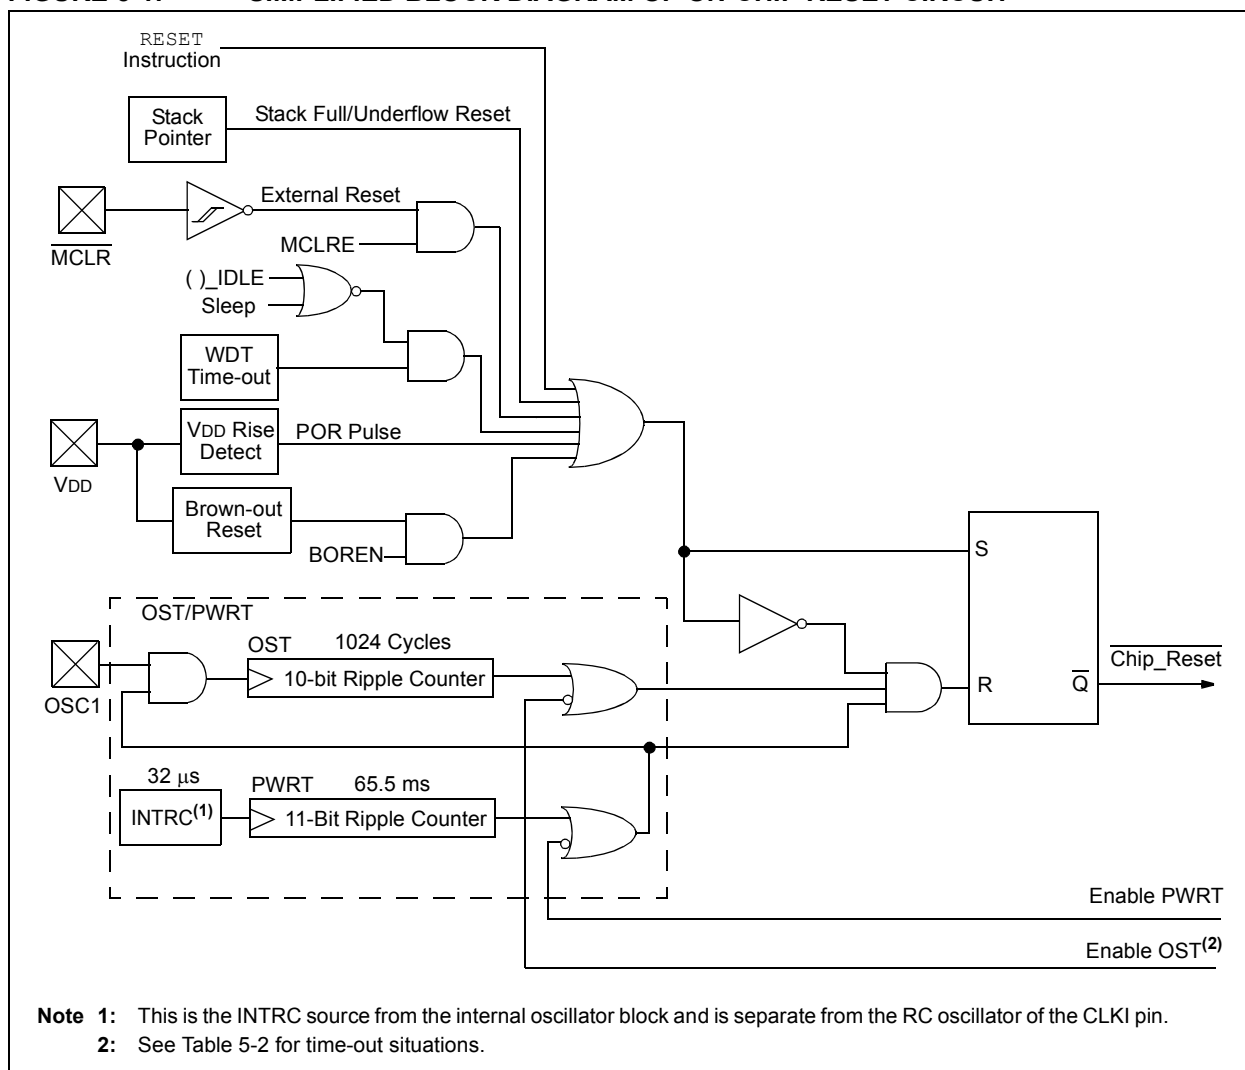 RESET
Instruction
Stack
Pointer
Stack Full/Underflow Reset
External Reset
MCLR
MCLRE
( )_IDLE
Sleep
WDT
Time-out
VDD Rise
Detect
POR Pulse
VDD
Brown-out
Reset
BOREN
S
OST/PWRT
OST
1024 Cycles
10-bit Ripple Counter
OSC1
R
Q
Chip_Reset
32 μs
INTRC(1)
PWRT
65.5 ms
11-Bit Ripple Counter
Enable PWRT
Enable OST(2)
Note 1: This is the INTRC source from the internal oscillator block and is separate from the RC oscillator of the CLKI pin.
2: See Table 5-2 for time-out situations.